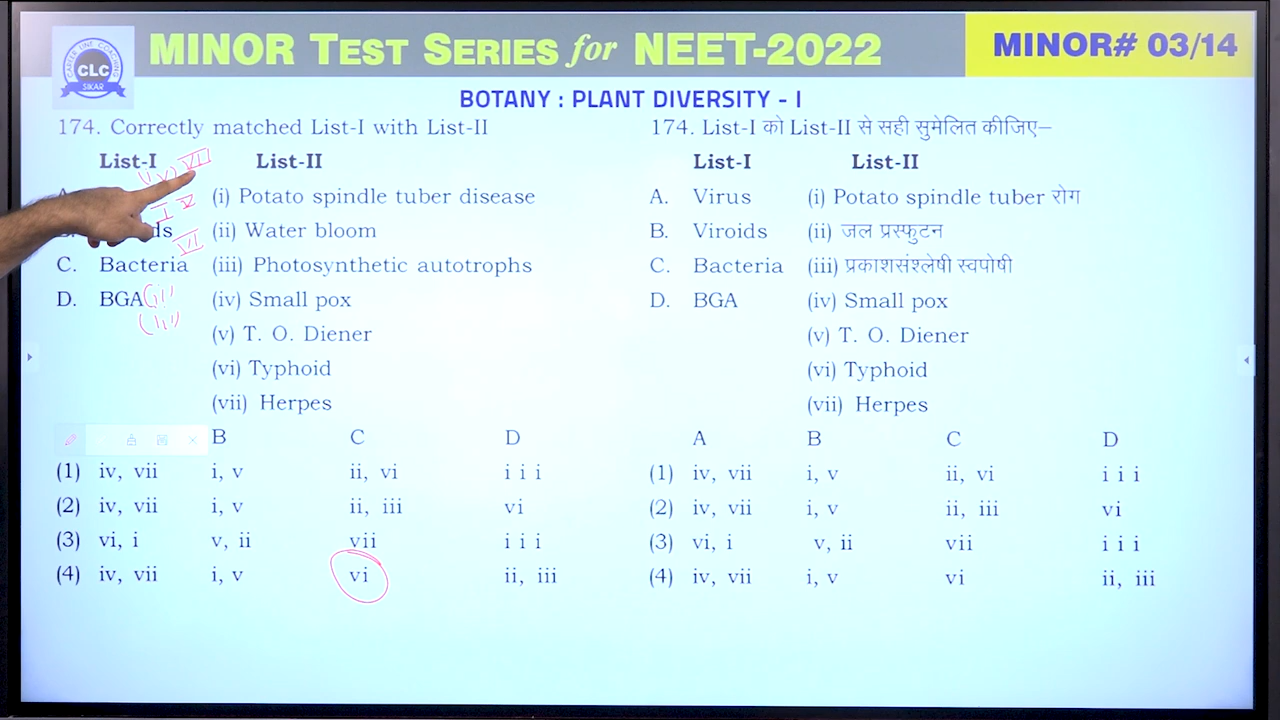 CAREER LINE COACHING
CLC
SIKAR
MINOR TEST SERIES for NEET-2022
MINOR# 03/14
BOTANY : PLANT DIVERSITY - I
174. Correctly matched List-I with List-II
List-I List-II
(i) Potato spindle tuber disease
(ii) Water bloom
C. Bacteria (iii) Photosynthetic autotrophs
D. BGA (iv) Small pox
(v) T. O. Diener
(vi) Typhoid
(vii) Herpes
B C D
(1) iv, vii i, v ii, vi i i i
(2) iv, vii i, v ii, iii vi
(3) vi, i v, ii vii i i i
(4) iv, vii i, v vi ii, iii
I V
VI
(ii)
(iii)
174. List-I को List-II से सही सुमेलित कीजिए–
List-I List-II
A. Virus (i) Potato spindle tuber रोग
B. Viroids (ii) जल प्रस्फुटन
C. Bacteria (iii) प्रकाशसंश्लेषी स्वपोषी
D. BGA (iv) Small pox
(v) T. O. Diener
(vi) Typhoid
(vii) Herpes
A B C D
(1) iv, vii i, v ii, vi i i i
(2) iv, vii i, v ii, iii vi
(3) vi, i v, ii vii i i i
(4) iv, vii i, v vi ii, iii